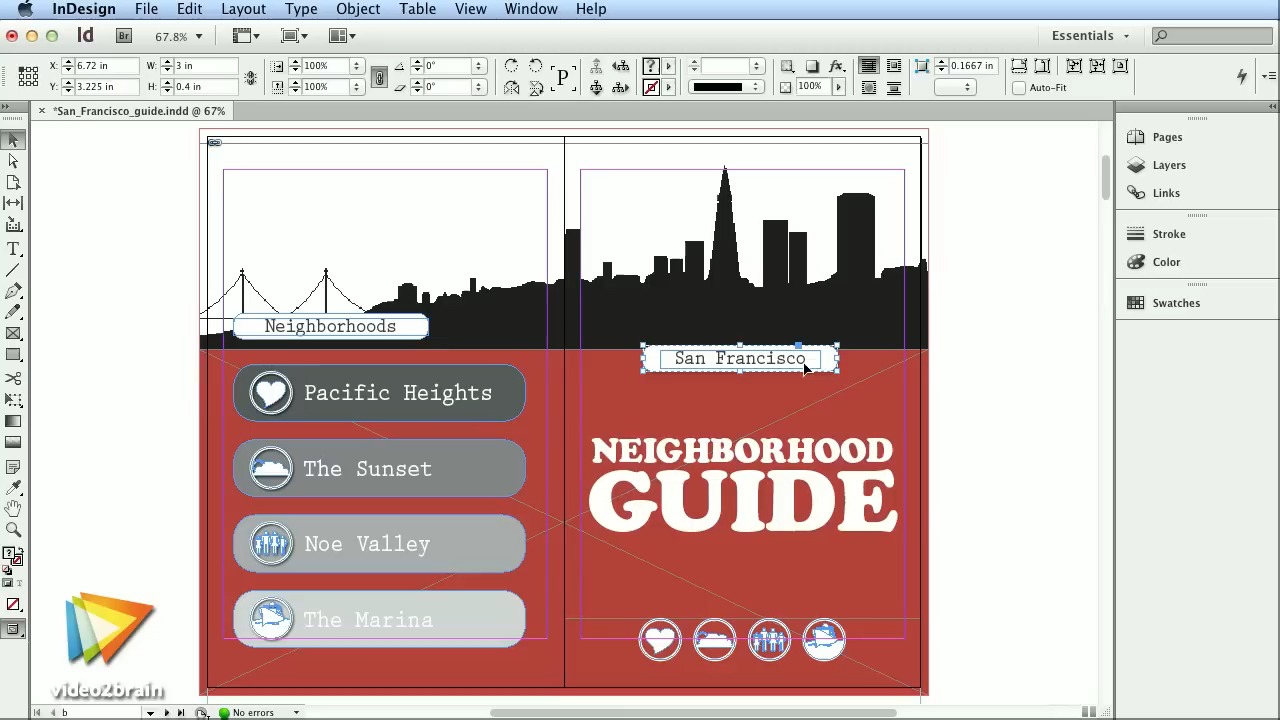 InDesign File Edit Layout Type Object Table View Window Help
Id Br 67.8% Essentials
X: 6.72 in W: 3 in 100% 0° 0.1667 in
Y: 3.225 in H: 0.4 in 100% 0° P 100% Auto-Fit
*San_Francisco_guide.indd @ 67%
Pages
Layers
Links
Stroke
Color
Swatches
Neighborhoods
Pacific Heights
The Sunset
Noe Valley
The Marina
San Francisco
NEIGHBORHOOD
GUIDE
video2brain
b No errors